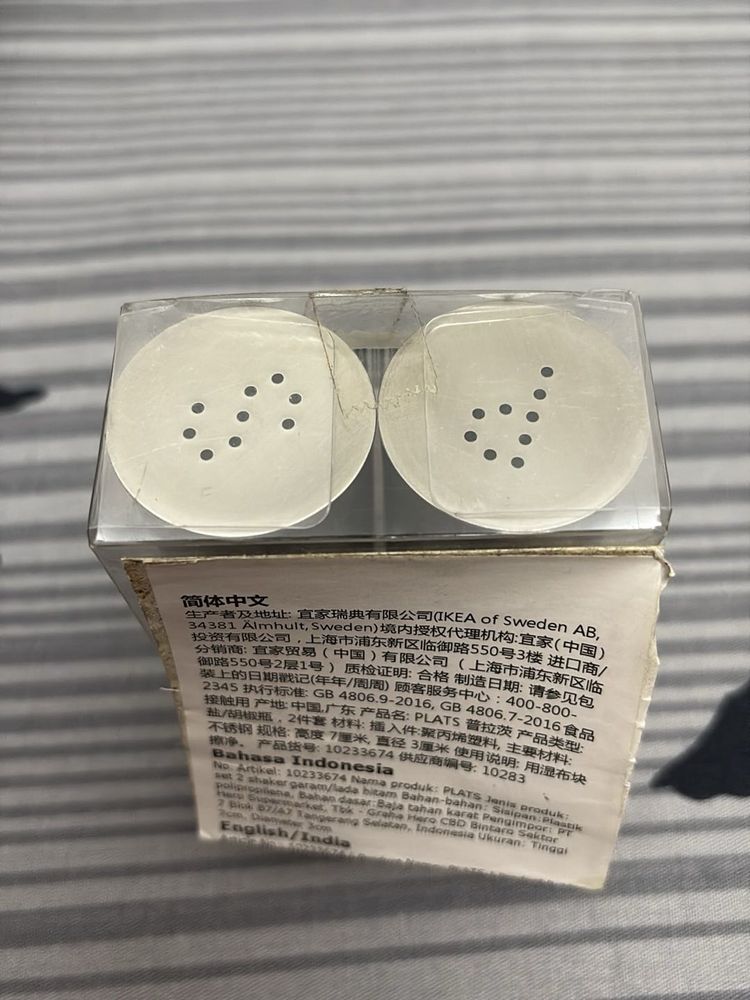 简体中文
生产者及地址: 宜家瑞典有限公司(IKEA of Sweden AB,
34381 Älmhult, Sweden)境内授权代理机构:宜家(中国)
投资有限公司，上海市浦东新区临御路550号3楼 进口商/
分销商: 宜家贸易（中国）有限公司（上海市浦东新区临
御路550号2层1号） 质检证明: 合格 制造日期: 请参见包
装上的日期戳记(年年/周周) 顾客服务中心：400-800-
2345 执行标准: GB 4806.9-2016, GB 4806.7-2016 食品
接触用 产地: 中国,广东 产品名: PLATS 普拉茨 产品类型:
盐/胡椒瓶，2件套 材料: 插入件:聚丙烯塑料, 主要材料:
不锈钢 规格: 高度 7厘米, 直径 3厘米 使用说明: 用湿布块
擦净。 产品货号: 10233674 供应商编号: 10283
Bahasa Indonesia
No. Artikel: 10233674 Nama produk: PLATS Jenis produk:
set 2 shaker garam/lada hitam Bahan-bahan: Sisipan: Plastik
polipropilena, Bahan dasar: Baja tahan karat Pengimpor: PT
Hero Supermarket, Tbk - Graha Hero CBD Bintaro Sektor
7 Blok B7/A7 Tangerang Selatan, Indonesia Ukuran: Tinggi
7cm, Diameter 3cm
English/India
10233674 PLATS